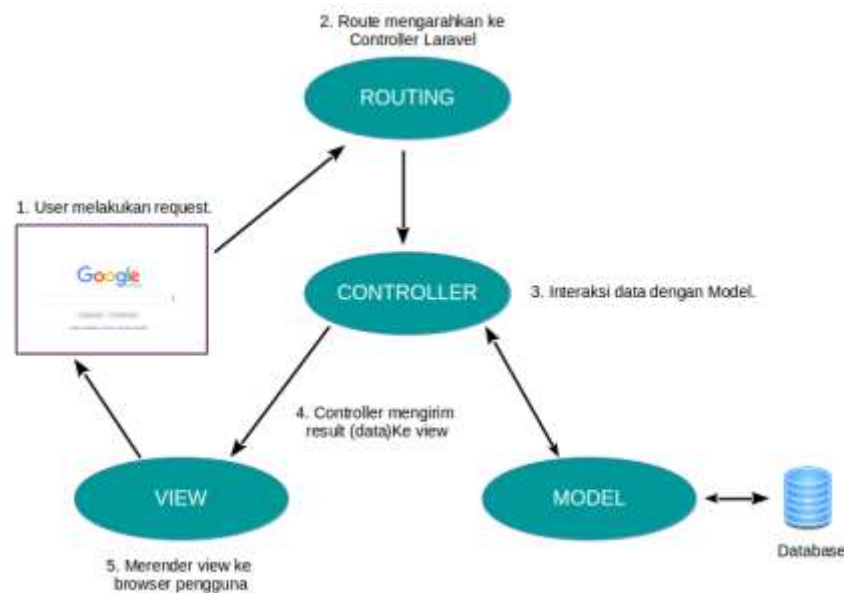 2. Route mengarahkan ke
Controller Laravel
ROUTING
1. User melakukan request.
Google
CONTROLLER
3. Interaksi data dengan Model.
4. Controller mengirim
result (data)Ke view
VIEW
MODEL
Database
5. Merender view ke
browser pengguna